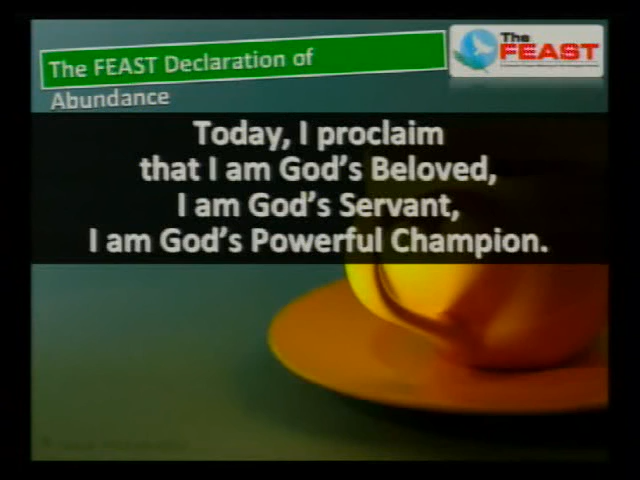 The FEAST Declaration of
Abundance
The
FEAST
Today, I proclaim
that I am God's Beloved,
I am God's Servant,
I am God's Powerful Champion.